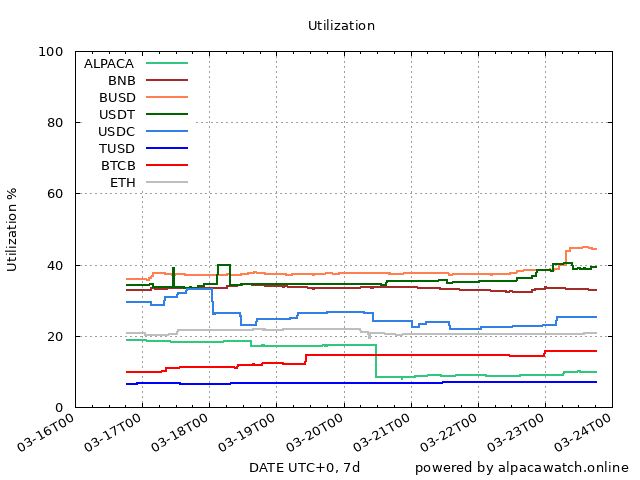 Utilization
100
80
60
40
20
0
Utilization %
ALPACA
BNB
BUSD
USDT
USDC
TUSD
BTCB
ETH
03-16T00
03-17T00
03-18T00
03-19T00
03-20T00
03-21T00
03-22T00
03-23T00
03-24T00
DATE UTC+0, 7d
powered by alpacawatch.online